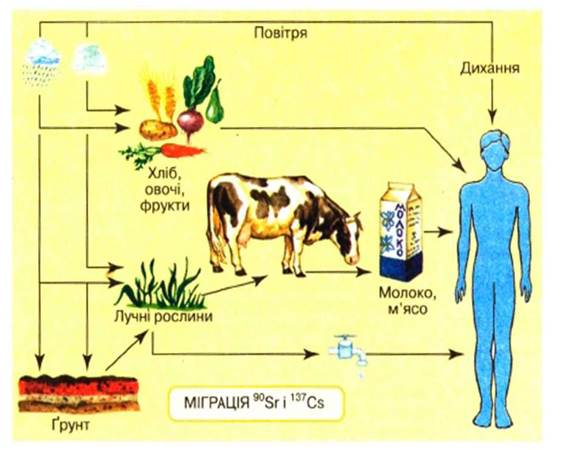 Повітря
Дихання
Хліб,
овочі,
фрукти
МОЛОКО
Молоко,
м'ясо
Лучні рослини
МІГРАЦІЯ ⁹⁰Sr і ¹³⁷Cs
Ґрунт